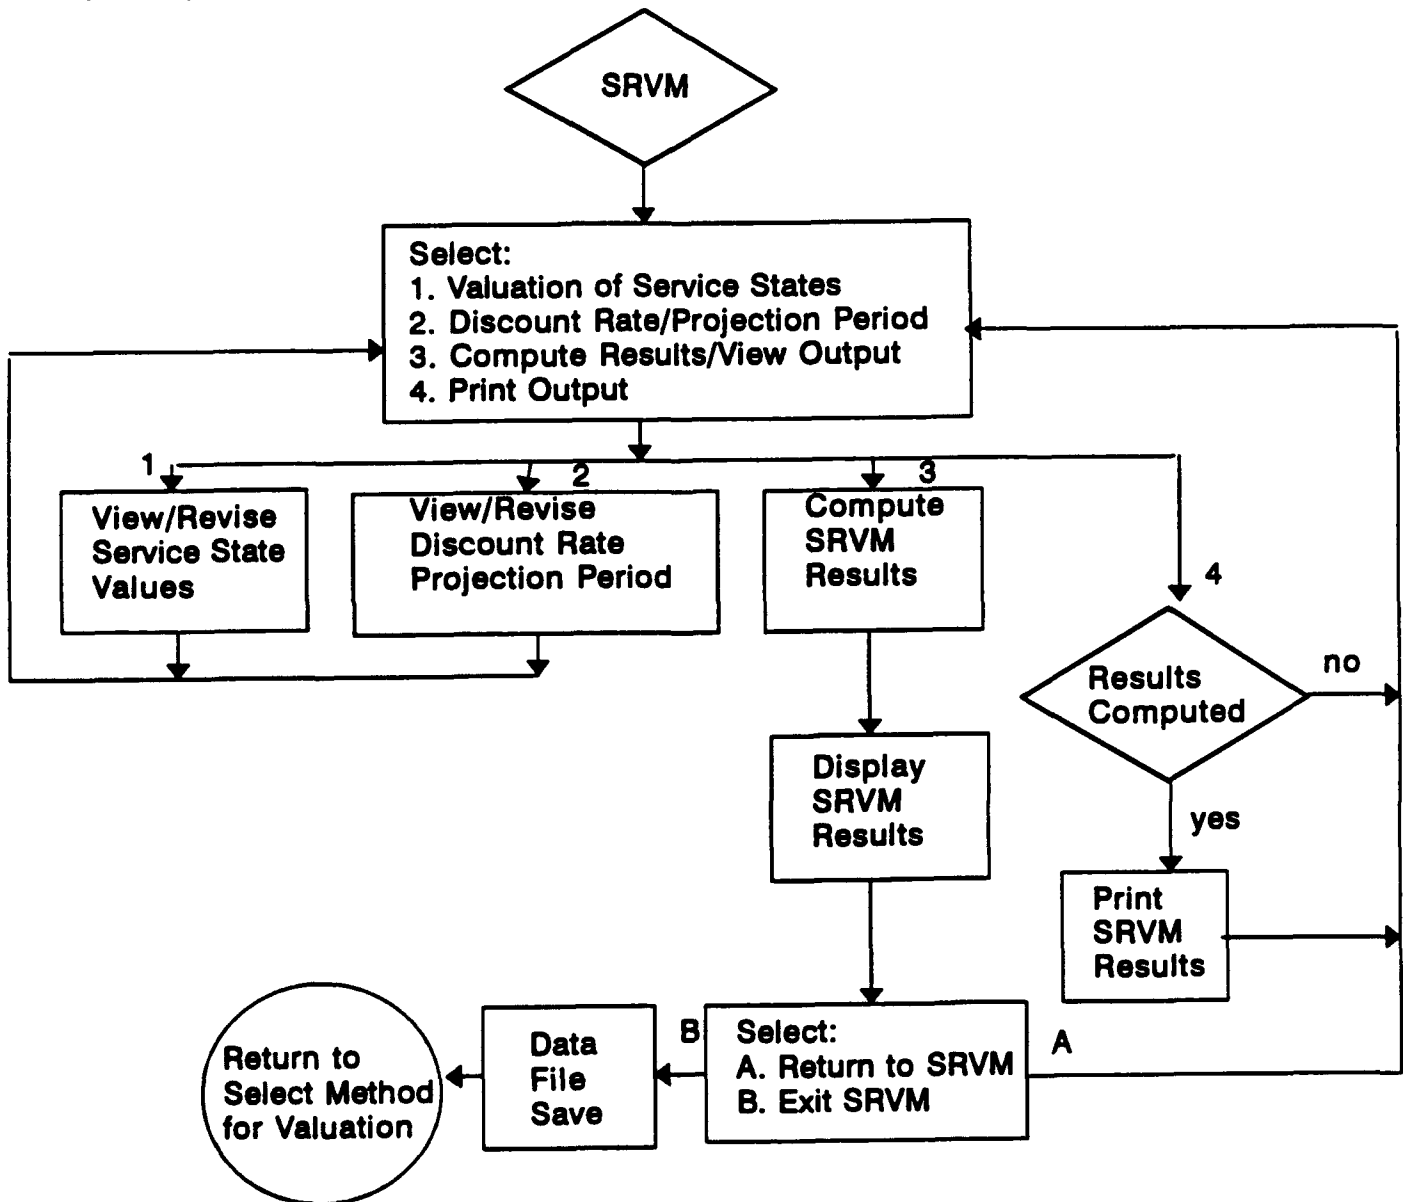 SRVM
Select:
1. Valuation of Service States
2. Discount Rate/Projection Period
3. Compute Results/View Output
4. Print Output
1
2
3
View/Revise
Service State
Values
View/Revise
Discount Rate
Projection Period
Compute
SRVM
Results
4
Results
Computed
no
yes
Display
SRVM
Results
Print
SRVM
Results
Select:
A. Return to SRVM
B. Exit SRVM
A
B
Data
File
Save
Return to
Select Method
for Valuation